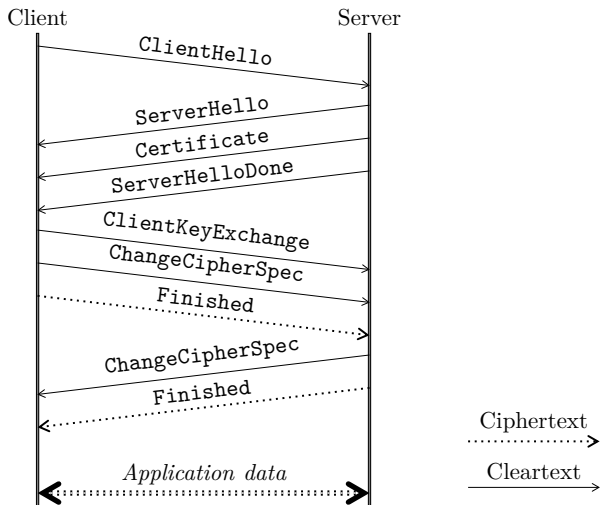 Client
Server
ClientHello
ServerHello
Certificate
ServerHelloDone
ClientKeyExchange
ChangeCipherSpec
Finished
ChangeCipherSpec
Finished
Ciphertext
Application data
Cleartext